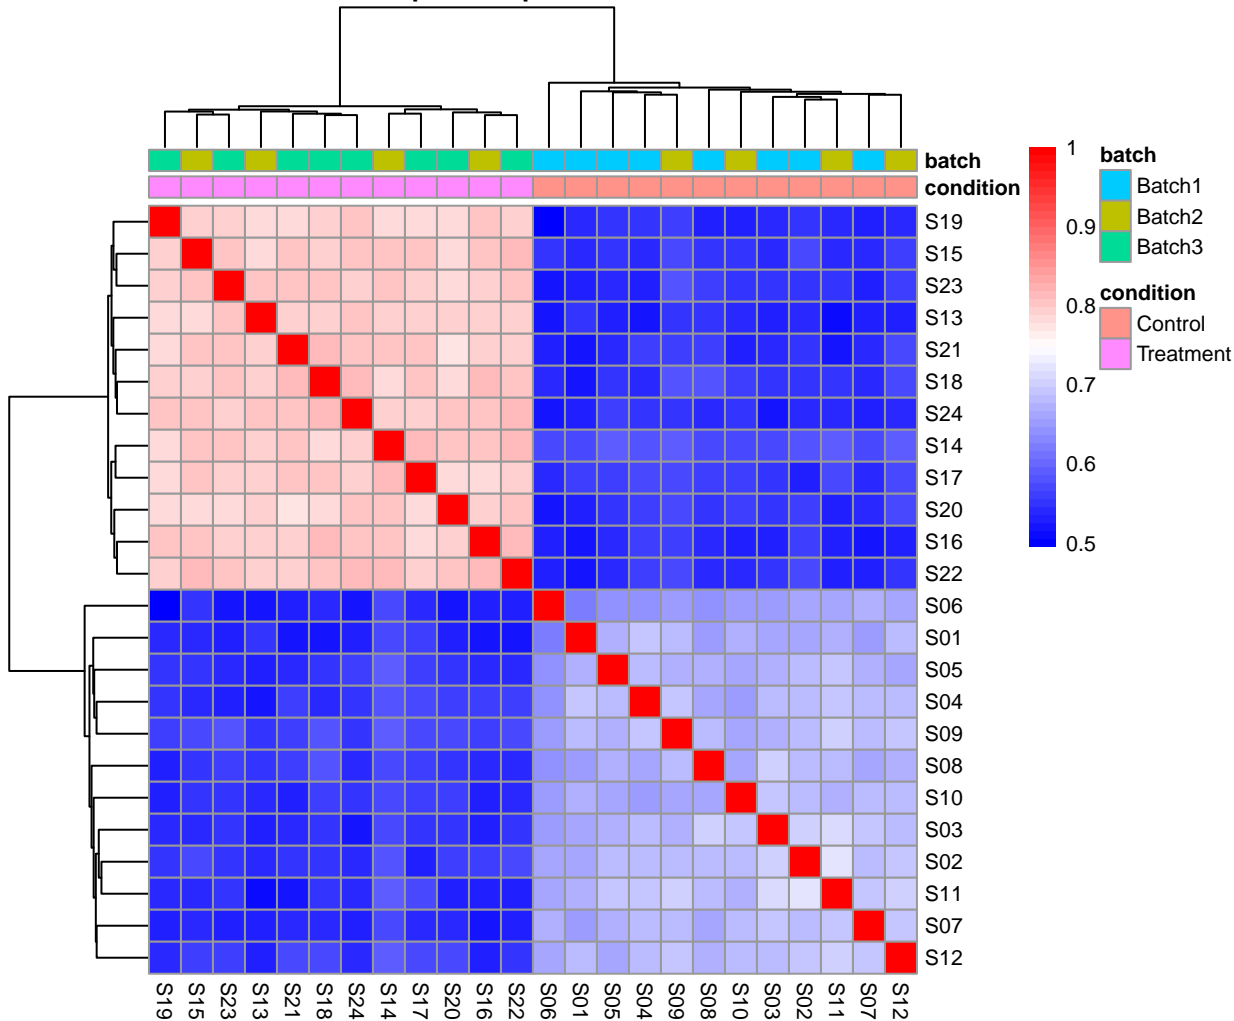 batch
condition
S19
S15
S23
S13
S21
S18
S24
S14
S17
S20
S16
S22
S06
S01
S05
S04
S09
S08
S10
S03
S02
S11
S07
S12
S19 S15 S23 S13 S21 S18 S24 S14 S17 S20 S16 S22 S06 S01 S05 S04 S09 S08 S10 S03 S02 S11 S07 S12
1
0.9
0.8
0.7
0.6
0.5
batch
Batch1
Batch2
Batch3
condition
Control
Treatment